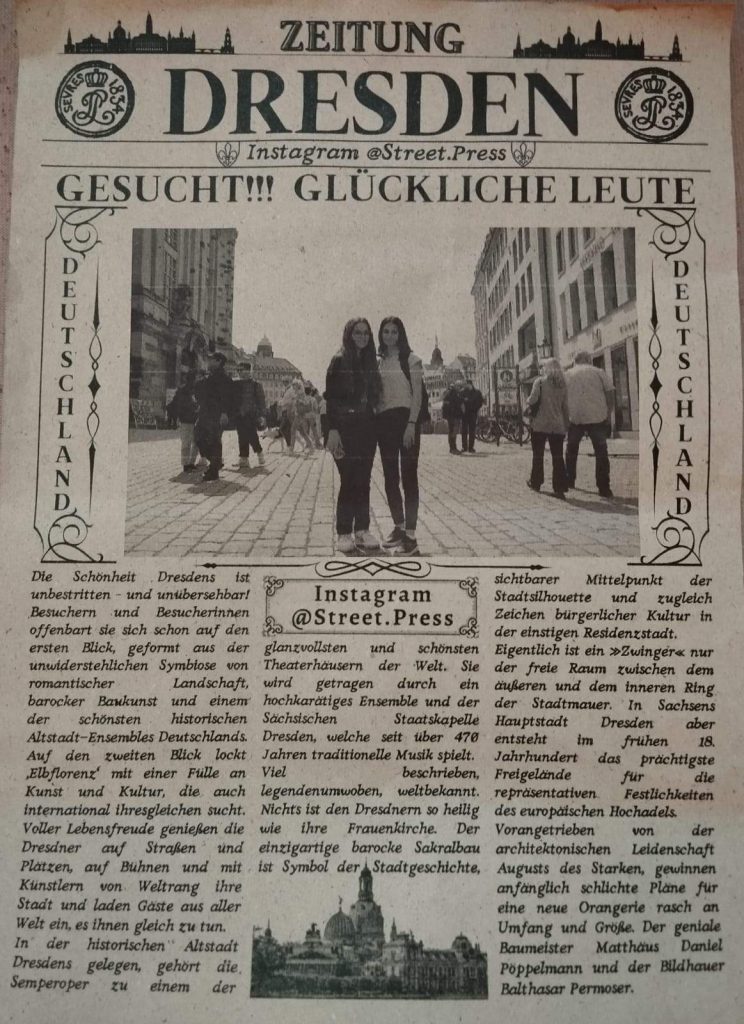 ZEITUNG
DRESDEN
SEVRES 1834
SEVRES 1834
Instagram @Street.Press
GESUCHT!!! GLÜCKLICHE LEUTE
DEUTSCHLAND
DEUTSCHLAND
Die Schönheit Dresdens ist
unbestritten - und unübersehbar!
Besuchern und Besucherinnen
offenbart sie sich schon auf den
ersten Blick, geformt aus der
unwiderstehlichen Symbiose von
romantischer Landschaft,
barocker Baukunst und einem
der schönsten historischen
Altstadt-Ensembles Deutschlands.
Auf den zweiten Blick lockt
‚Elbflorenz‘ mit einer Fülle an
Kunst und Kultur, die auch
international ihresgleichen sucht.
Voller Lebensfreude genießen die
Dresdner auf Straßen und
Plätzen, auf Bühnen und mit
Künstlern von Weltrang ihre
Stadt und laden Gäste aus aller
Welt ein, es ihnen gleich zu tun.
In der historischen Altstadt
Dresdens gelegen, gehört die
Semperoper zu einem der
Instagram
@Street.Press
glanzvollsten und schönsten
Theaterhäusern der Welt. Sie
wird getragen durch ein
hochkarätiges Ensemble und der
Sächsischen Staatskapelle
Dresden, welche seit über 470
Jahren traditionelle Musik spielt.
Viel beschrieben,
legendenumwoben, weltbekannt.
Nichts ist den Dresdnern so heilig
wie ihre Frauenkirche. Der
einzigartige barocke Sakralbau
ist Symbol der Stadtgeschichte,
sichtbarer Mittelpunkt der
Stadtsilhouette und zugleich
Zeichen bürgerlicher Kultur in
der einstigen Residenzstadt.
Eigentlich ist ein »Zwinger« nur
der freie Raum zwischen dem
äußeren und dem inneren Ring
der Stadtmauer. In Sachsens
Hauptstadt Dresden aber
entsteht im frühen 18.
Jahrhundert das prächtigste
Freigelände für die
repräsentativen Festlichkeiten
des europäischen Hochadels.
Vorangetrieben von der
architektonischen Leidenschaft
Augusts des Starken, gewinnen
anfänglich schlichte Pläne für
eine neue Orangerie rasch an
Umfang und Größe. Der geniale
Baumeister Matthäus Daniel
Pöppelmann und der Bildhauer
Balthasar Permoser.